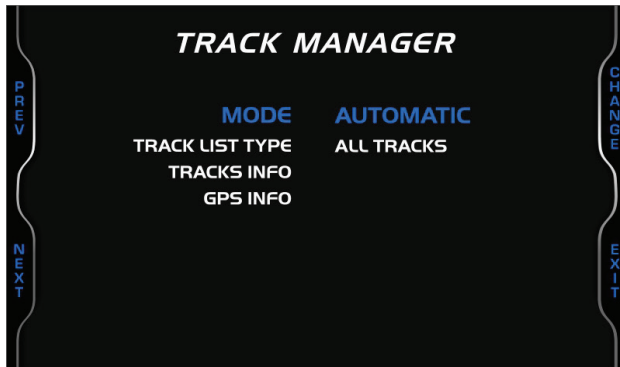 TRACK MANAGER
PREV
CHANGE
MODE AUTOMATIC
TRACK LIST TYPE ALL TRACKS
TRACKS INFO
GPS INFO
NEXT
EXIT